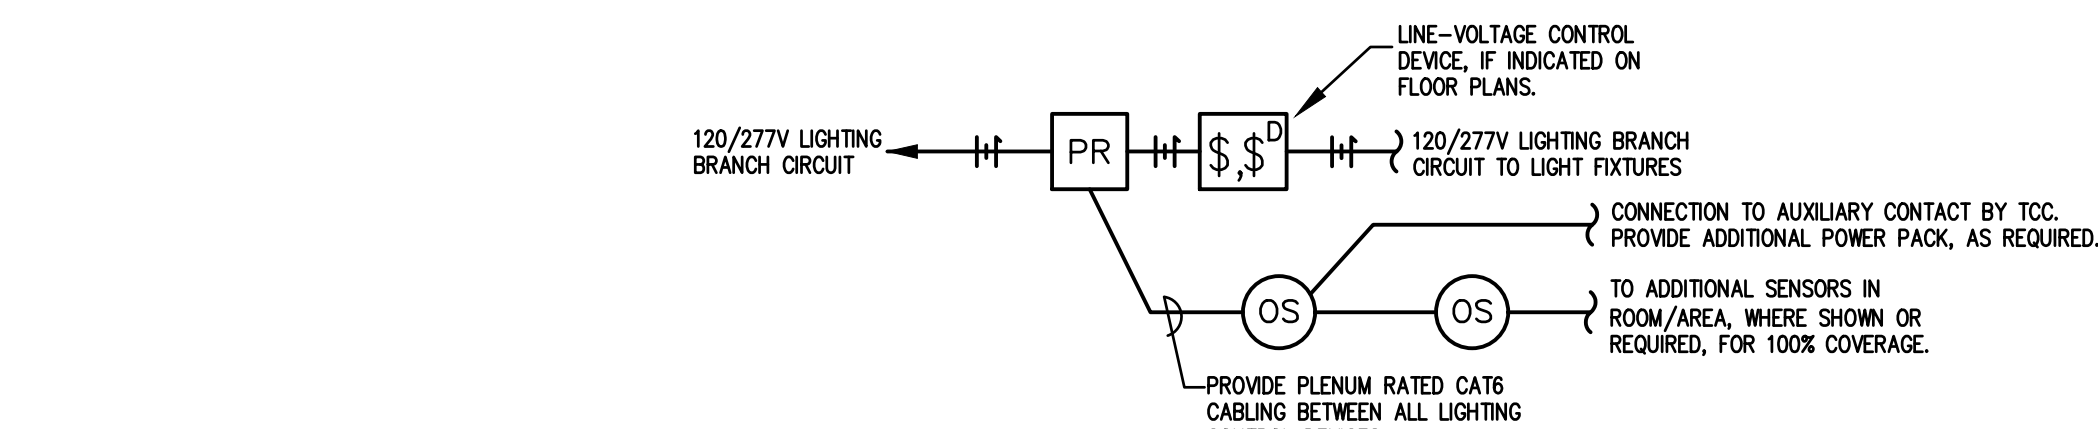 LINE-VOLTAGE CONTROL
DEVICE, IF INDICATED ON
FLOOR PLANS.
120/277V LIGHTING
BRANCH CIRCUIT
PR
$,$D
120/277V LIGHTING BRANCH
CIRCUIT TO LIGHT FIXTURES
CONNECTION TO AUXILIARY CONTACT BY TCC.
PROVIDE ADDITIONAL POWER PACK, AS REQUIRED.
OS
OS
TO ADDITIONAL SENSORS IN
ROOM/AREA, WHERE SHOWN OR
REQUIRED, FOR 100% COVERAGE.
PROVIDE PLENUM RATED CAT6
CABLING BETWEEN ALL LIGHTING